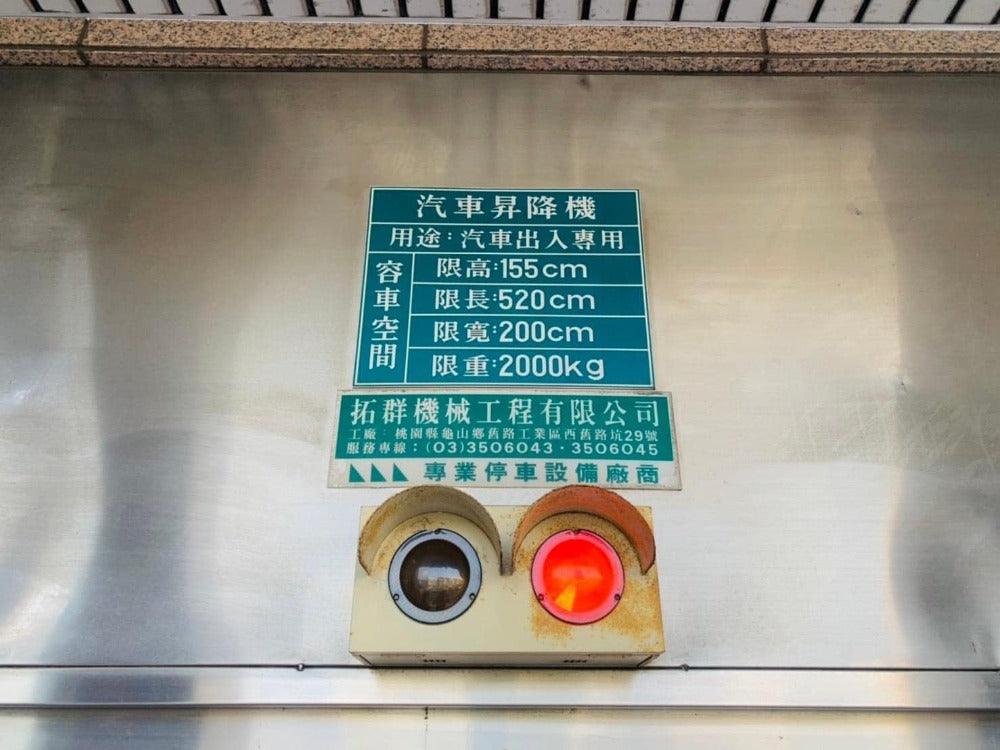 汽車昇降機
用途:汽車出入專用
容車空間
限高:155cm
限長:520cm
限寬:200cm
限重:2000kg
拓群機械工程有限公司
工廠:桃園縣龜山鄉舊路工業區西舊路坑29號
服務專線:(03)3506043・3506045
專業停車設備廠商